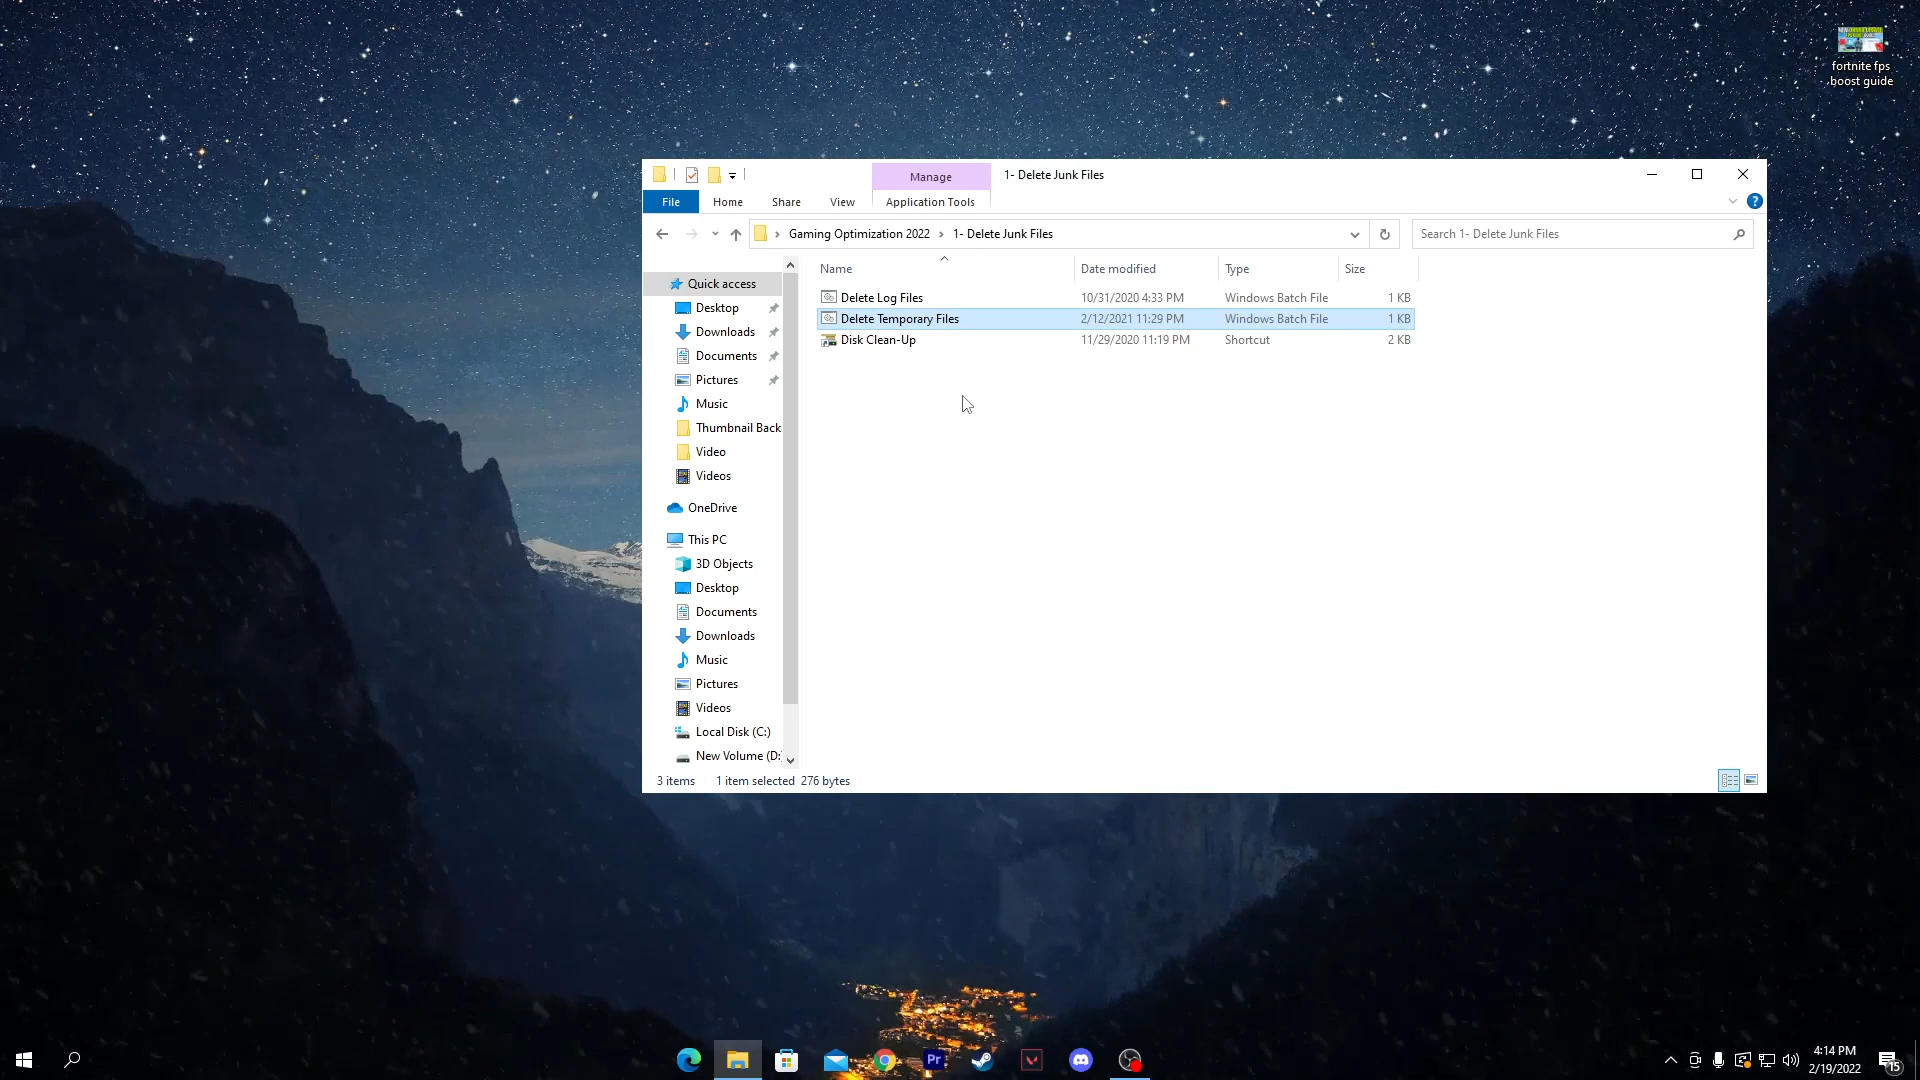 fortnite fps
boost guide
Manage
1- Delete Junk Files
File
Home
Share
View
Application Tools
Gaming Optimization 2022 › 1- Delete Junk Files
Search 1- Delete Junk Files
Name
Date modified
Type
Size
Quick access
Desktop
Downloads
Documents
Pictures
Music
Thumbnail Back
Video
Videos
OneDrive
This PC
3D Objects
Desktop
Documents
Downloads
Music
Pictures
Videos
Local Disk (C:)
New Volume (D:
Delete Log Files 10/31/2020 4:33 PM Windows Batch File 1 KB
Delete Temporary Files 2/12/2021 11:29 PM Windows Batch File 1 KB
Disk Clean-Up 11/29/2020 11:19 PM Shortcut 2 KB
3 items 1 item selected 276 bytes
Pr
4:14 PM
2/19/2022
15